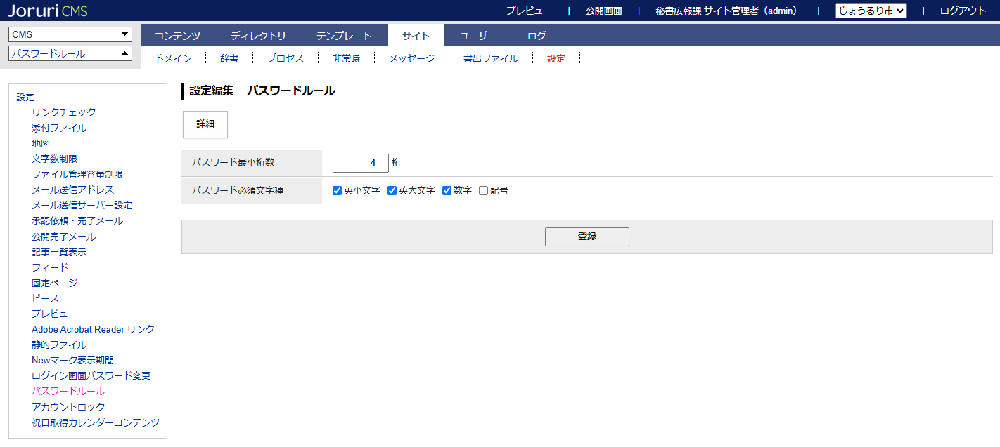 Joruri CMS
プレビュー | 公開画面 | 秘書広報課 サイト管理者（admin） | じょうるり市 | ログアウト
CMS
パスワードルール
コンテンツ ディレクトリ テンプレート サイト ユーザー ログ
ドメイン 辞書 プロセス 非常時 メッセージ 書出ファイル 設定
設定
リンクチェック
添付ファイル
地図
文字数制限
ファイル管理容量制限
メール送信アドレス
メール送信サーバー設定
承認依頼・完了メール
公開完了メール
記事一覧表示
フィード
固定ページ
ピース
プレビュー
Adobe Acrobat Reader リンク
静的ファイル
Newマーク表示期間
ログイン画面パスワード変更
パスワードルール
アカウントロック
祝日取得カレンダーコンテンツ
設定編集 パスワードルール
詳細
パスワード最小桁数 4 桁
パスワード必須文字種 英小文字 英大文字 数字 記号
登録